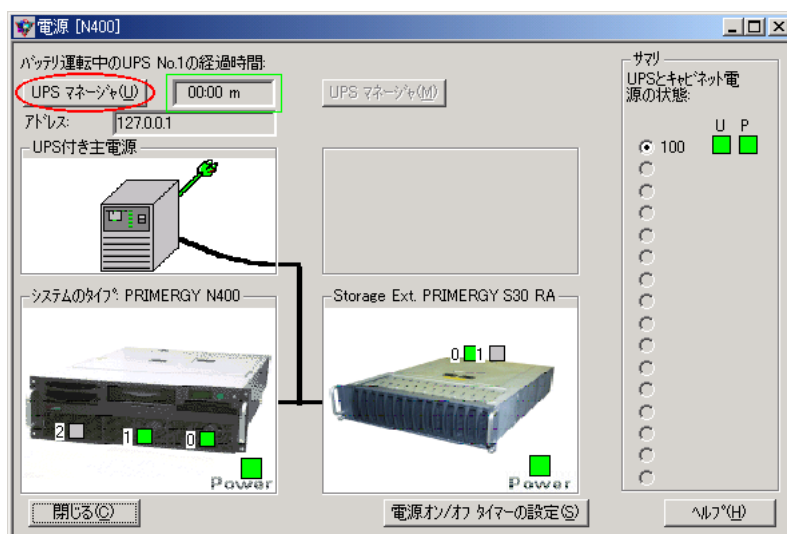 電源 [N400]
バッテリ運転中のUPS No.1の経過時間:
UPS マネージャ(U)
00:00 m
UPS マネージャ(M)
アドレス:
127.0.0.1
UPS付き主電源
システムのタイプ: PRIMERGY N400
2
1
0
Power
Storage Ext. PRIMERGY S30 RA
0
1
Power
サマリ
UPSとキャビネット電
源の状態:
U P
100
閉じる(C)
電源オン/オフ タイマーの設定(S)
ヘルプ(H)